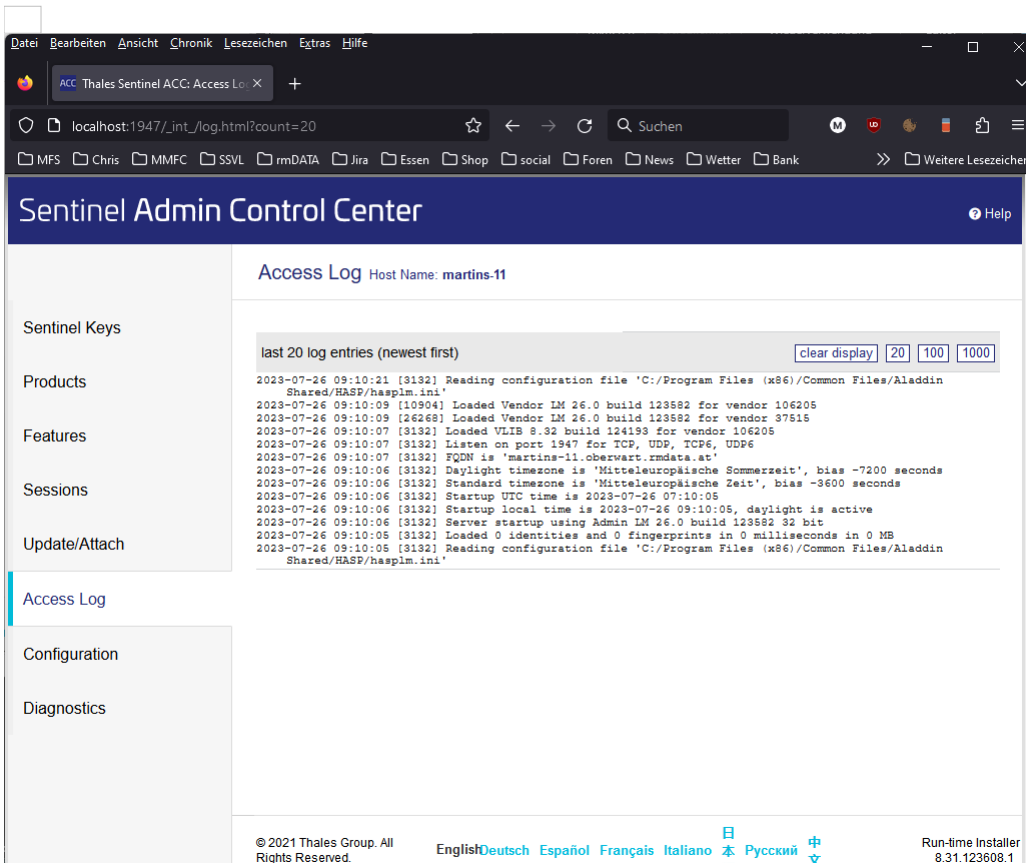 Datei Bearbeiten Ansicht Chronik Lesezeichen Extras Hilfe
ACC Thales Sentinel ACC: Access Log
localhost:1947/_int_/log.html?count=20 Suchen
MFS Chris MMFC SSVL rmDATA Jira Essen Shop social Foren News Wetter Bank Weitere Lesezeichen
Sentinel Admin Control Center
Help
Access Log Host Name: martins-11
Sentinel Keys
Products
Features
Sessions
Update/Attach
Access Log
Configuration
Diagnostics
last 20 log entries (newest first) clear display 20 100 1000
2023-07-26 09:10:21 [3132] Reading configuration file 'C:/Program Files (x86)/Common Files/Aladdin
Shared/HASP/hasplm.ini'
2023-07-26 09:10:09 [10904] Loaded Vendor LM 26.0 build 123582 for vendor 106205
2023-07-26 09:10:09 [26268] Loaded Vendor LM 26.0 build 123582 for vendor 37515
2023-07-26 09:10:07 [3132] Loaded VLIB 8.32 build 124193 for vendor 106205
2023-07-26 09:10:07 [3132] Listen on port 1947 for TCP, UDP, TCP6, UDP6
2023-07-26 09:10:07 [3132] FQDN is 'martins-11.oberwart.rmdata.at'
2023-07-26 09:10:06 [3132] Daylight timezone is 'Mitteleuropäische Sommerzeit', bias -7200 seconds
2023-07-26 09:10:06 [3132] Standard timezone is 'Mitteleuropäische Zeit', bias -3600 seconds
2023-07-26 09:10:06 [3132] Startup UTC time is 2023-07-26 07:10:05
2023-07-26 09:10:06 [3132] Startup local time is 2023-07-26 09:10:05, daylight is active
2023-07-26 09:10:06 [3132] Server startup using Admin LM 26.0 build 123582 32 bit
2023-07-26 09:10:05 [3132] Loaded 0 identities and 0 fingerprints in 0 milliseconds in 0 MB
2023-07-26 09:10:05 [3132] Reading configuration file 'C:/Program Files (x86)/Common Files/Aladdin
Shared/HASP/hasplm.ini'
© 2021 Thales Group. All
Rights Reserved.
English Deutsch Español Français Italiano 日本 Русский 中文
Run-time Installer
8.31.123608.1